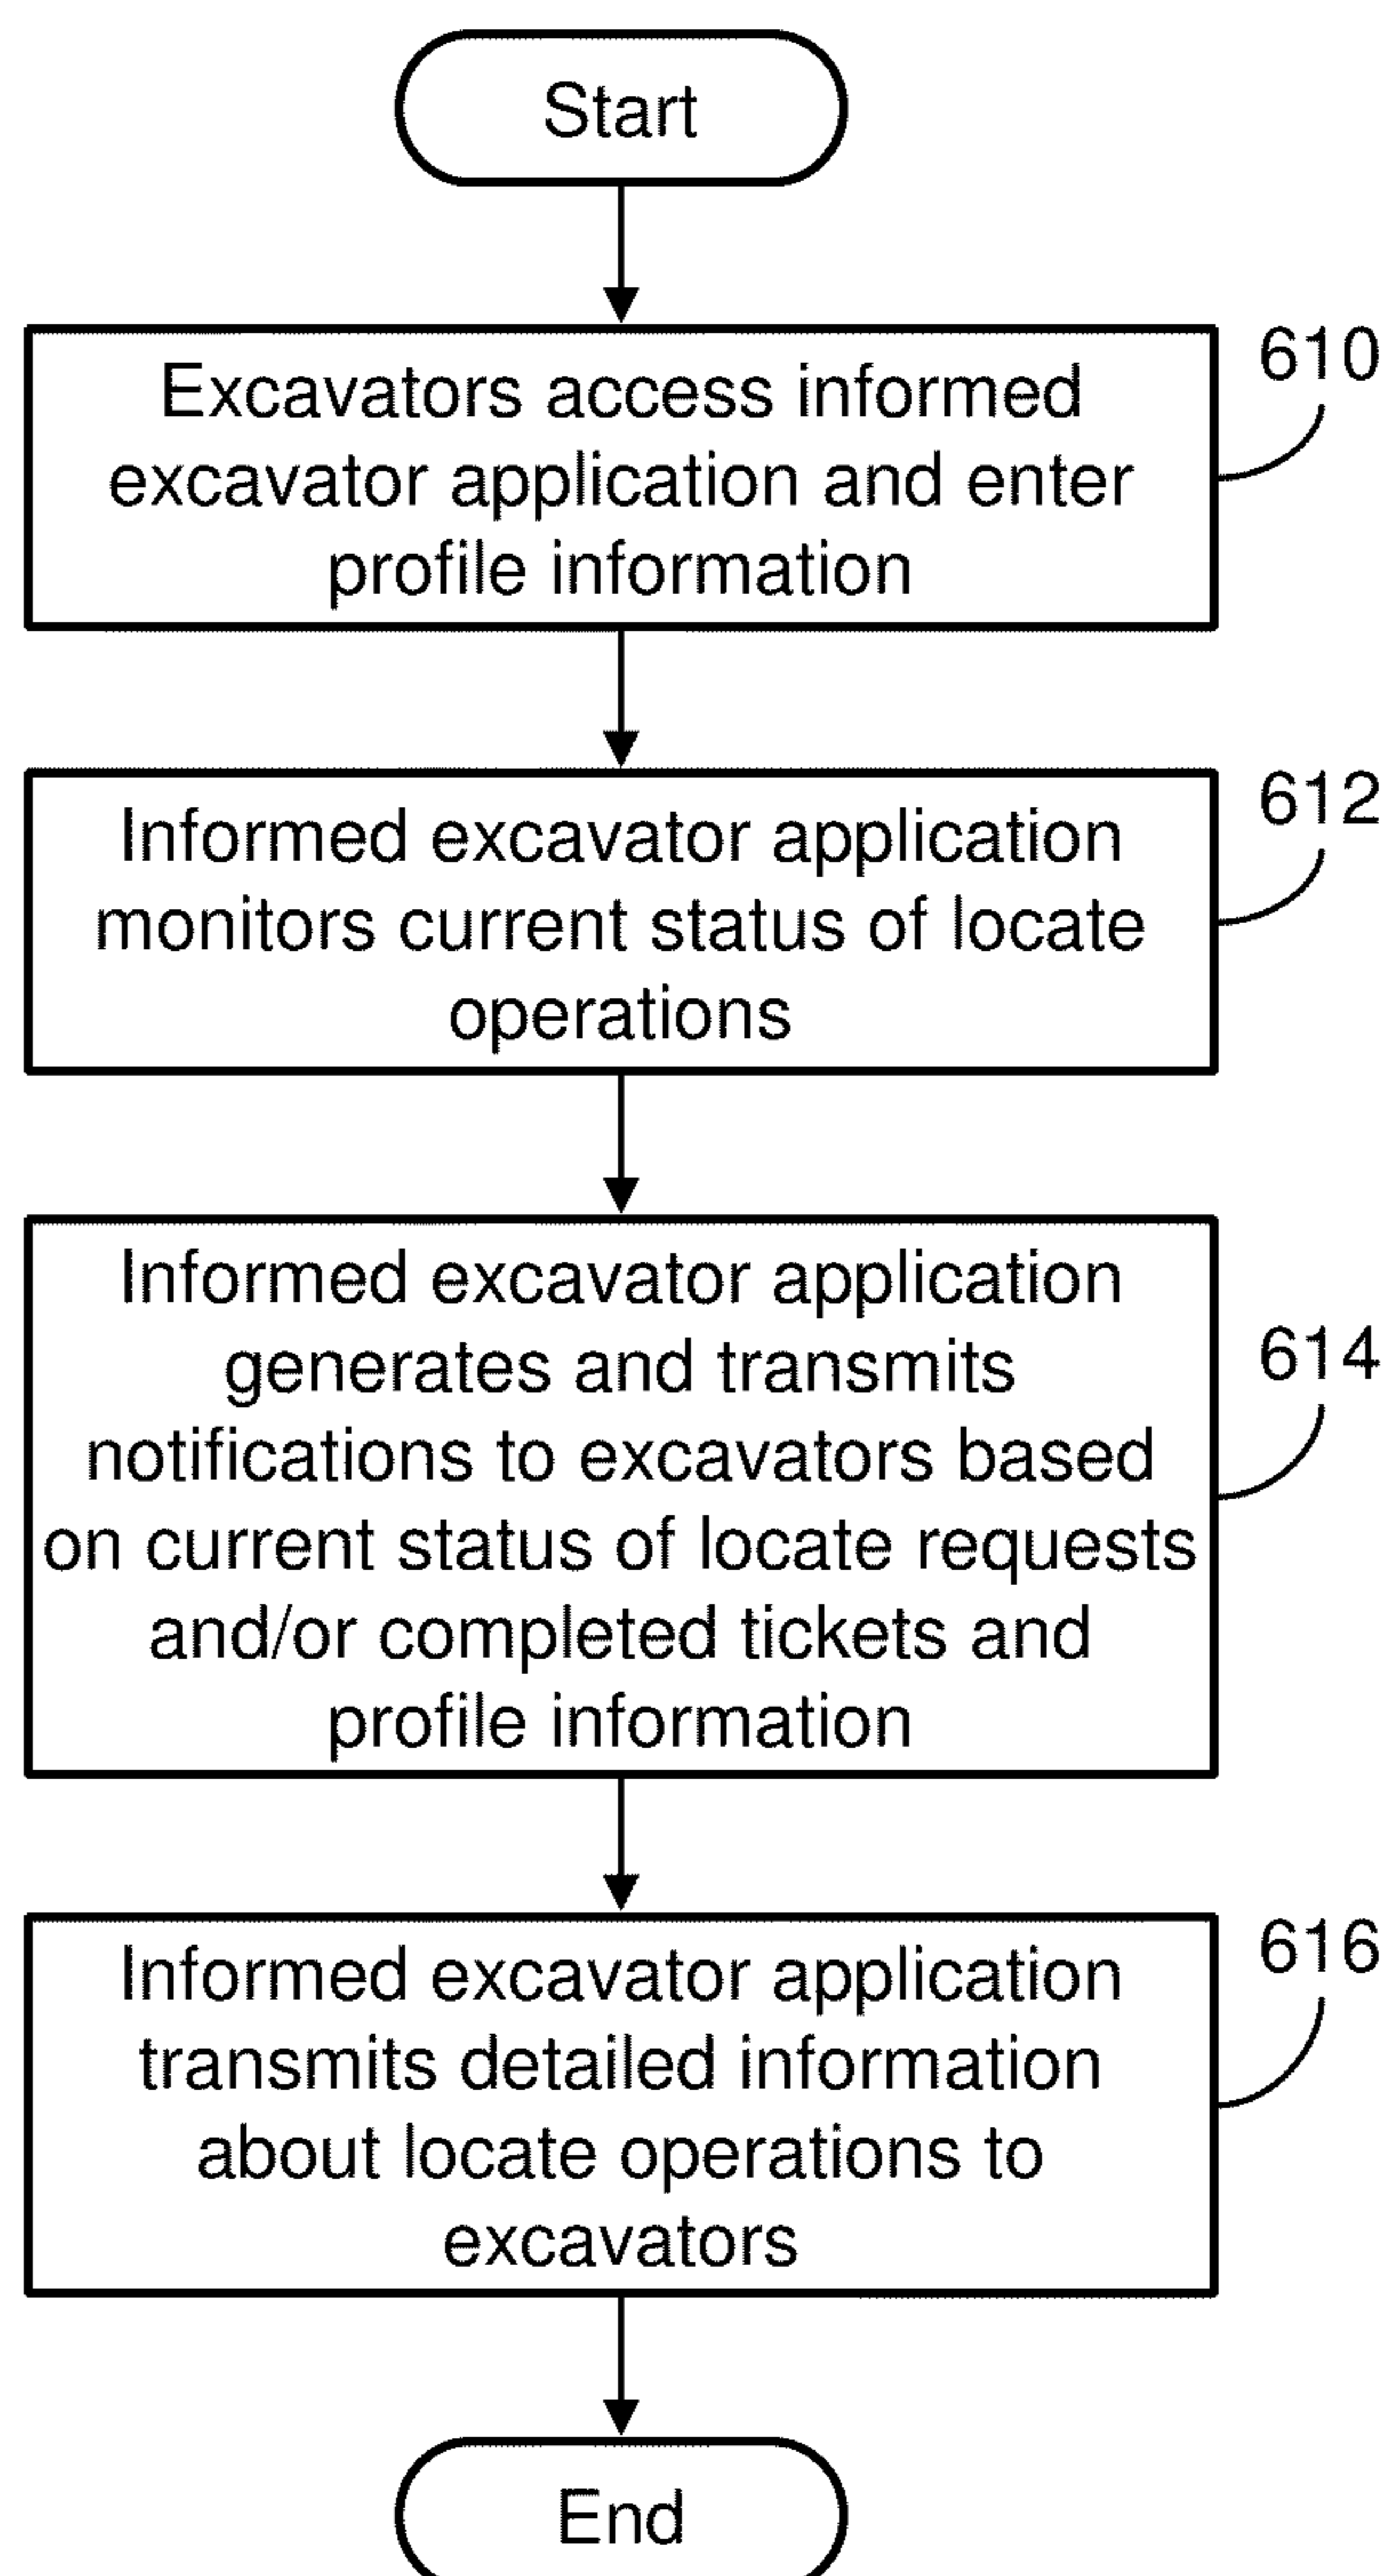 Start
Excavators access informed
excavator application and enter
profile information
610
Informed excavator application
monitors current status of locate
operations
612
Informed excavator application
generates and transmits
notifications to excavators based
on current status of locate requests
and/or completed tickets and
profile information
614
Informed excavator application
transmits detailed information
about locate operations to
excavators
616
End